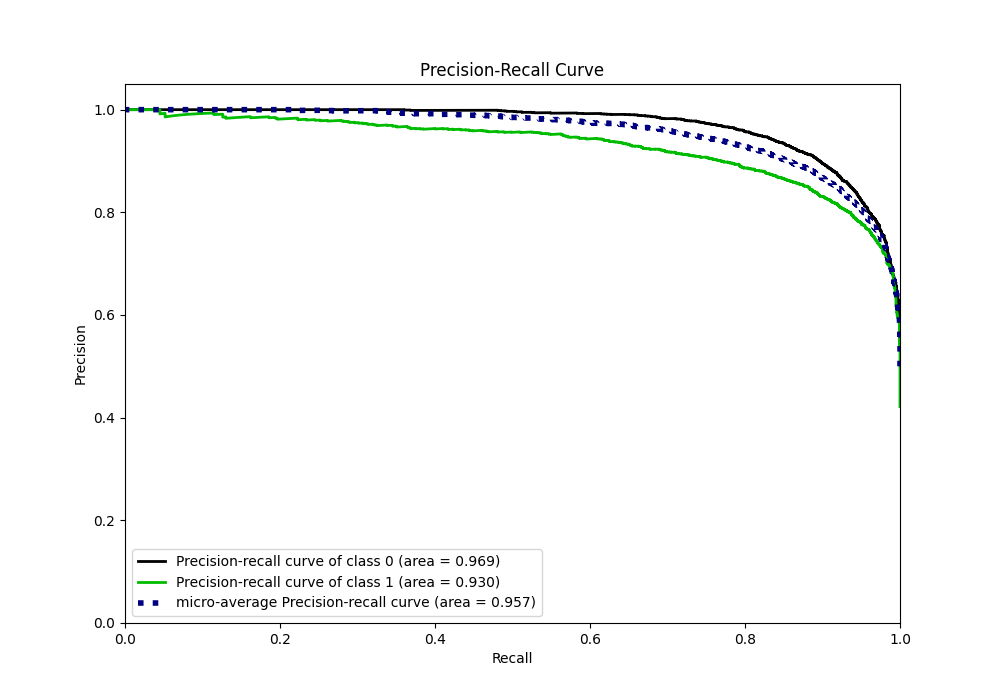 Precision-Recall Curve
1.0
0.8
0.6
0.4
0.2
0.0
Precision
Precision-recall curve of class 0 (area = 0.969)
Precision-recall curve of class 1 (area = 0.930)
micro-average Precision-recall curve (area = 0.957)
0.0 0.2 0.4 0.6 0.8 1.0
Recall